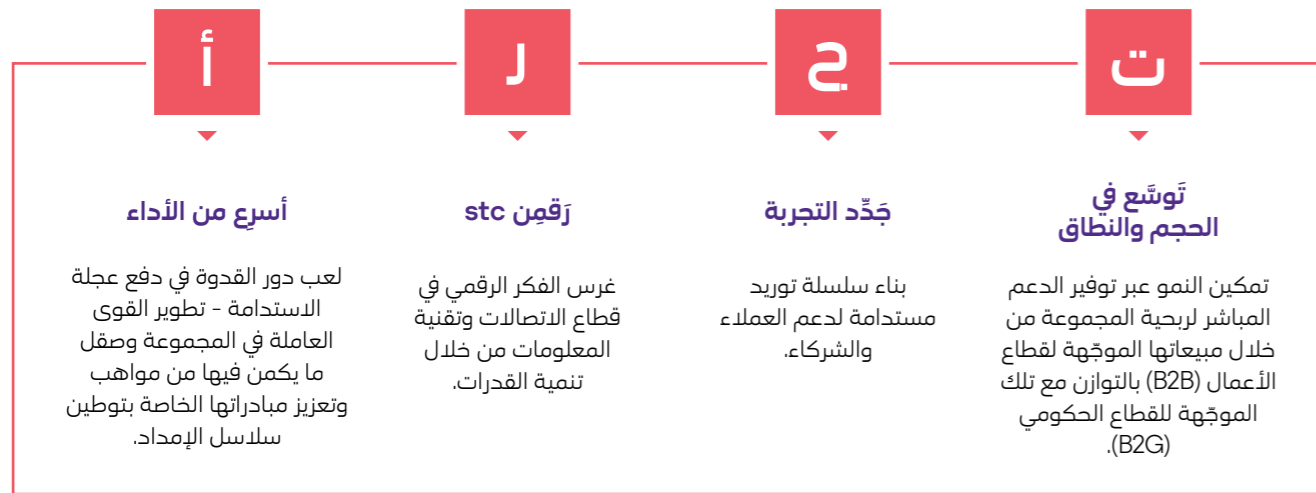 ت
تَوسَّع في
الحجم والنطاق
تمكين النمو عبر توفير الدعم
المباشر لربحية المجموعة من
خلال مبيعاتها الموجّهة لقطاع
الأعمال (B2B) بالتوازن مع تلك
الموجّهة للقطاع الحكومي
(B2G).
ج
جَدِّد التجربة
بناء سلسلة توريد
مستدامة لدعم العملاء
والشركاء.
ر
رَقمِن stc
غرس الفكر الرقمي في
قطاع الاتصالات وتقنية
المعلومات من خلال
تنمية القدرات.
أ
أسرِع من الأداء
لعب دور القدوة في دفع عجلة
الاستدامة - تطوير القوى
العاملة في المجموعة وصقل
ما يكمن فيها من مواهب
وتعزيز مبادراتها الخاصة بتوطين
سلاسل الإمداد.